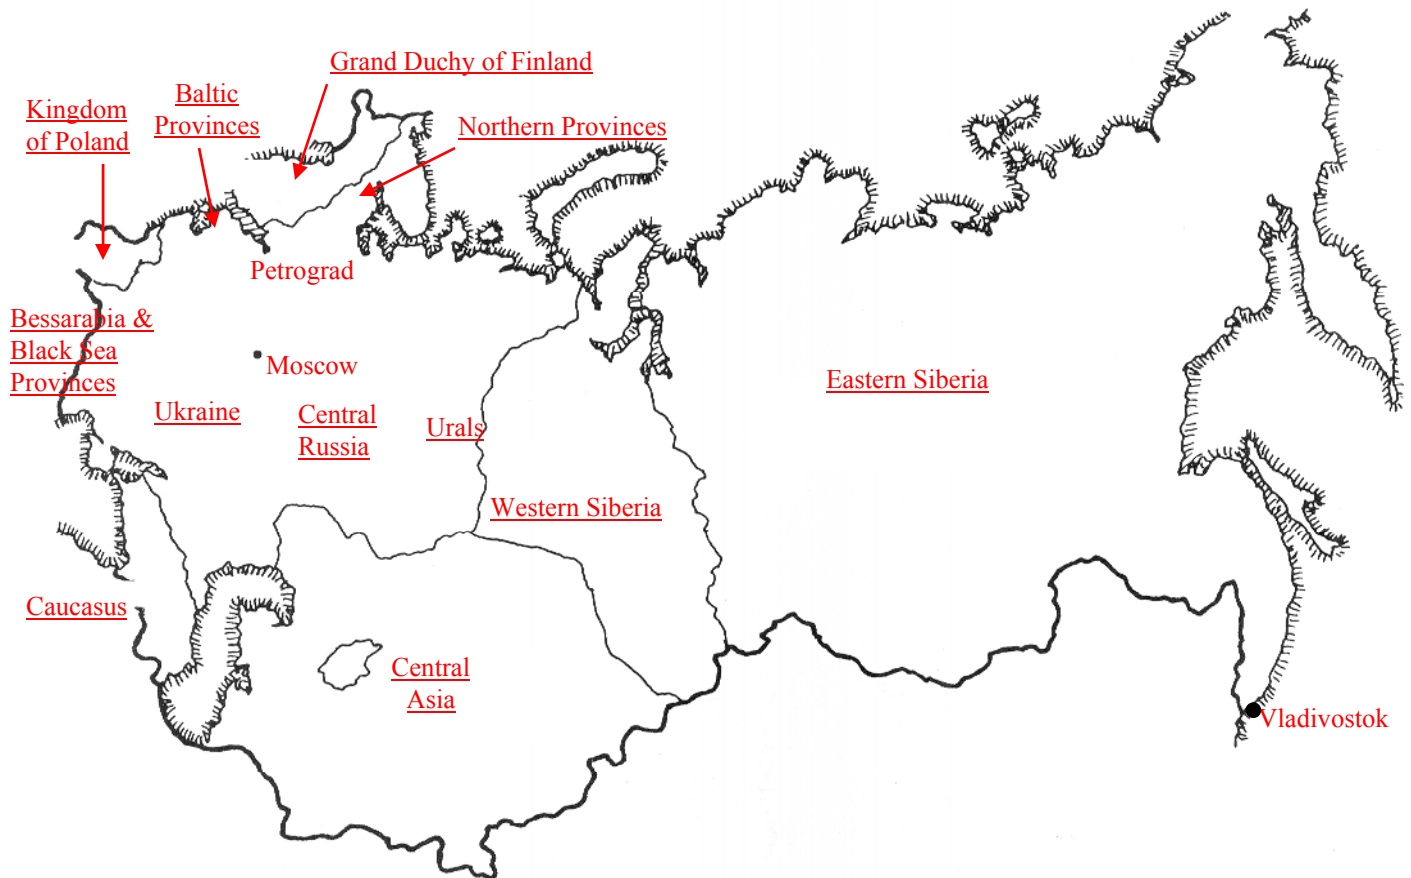 Grand Duchy of Finland
Kingdom
of Poland
Baltic
Provinces
Northern Provinces
Petrograd
Bessarabia &
Black Sea
Provinces
Moscow
Ukraine
Central
Russia
Urals
Eastern Siberia
Western Siberia
Caucasus
Central
Asia
Vladivostok